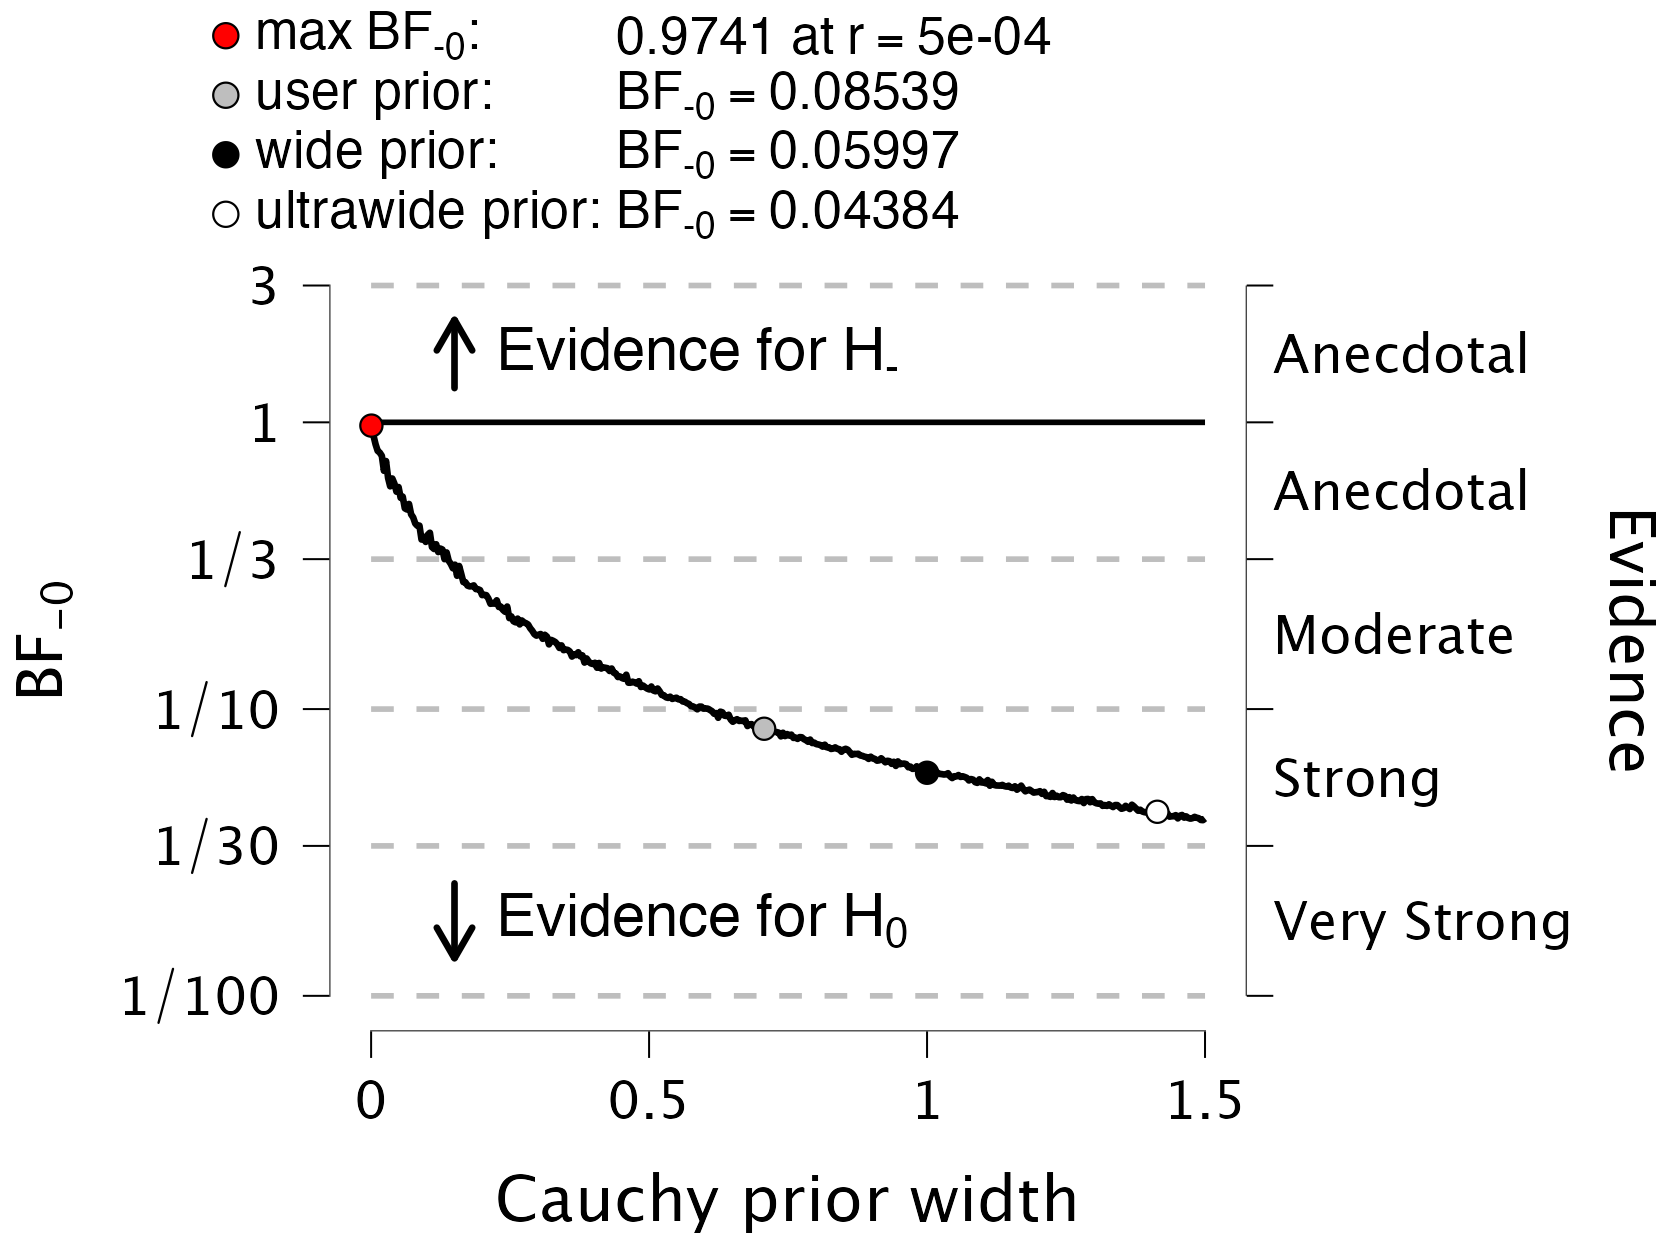 max BF-0: 0.9741 at r = 5e-04
user prior: BF-0 = 0.08539
wide prior: BF-0 = 0.05997
ultrawide prior: BF-0 = 0.04384
3
1
1/3
1/10
1/30
1/100
BF-0
Evidence for H-
Evidence for H0
Anecdotal
Anecdotal
Moderate
Strong
Very Strong
Evidence
0 0.5 1 1.5
Cauchy prior width